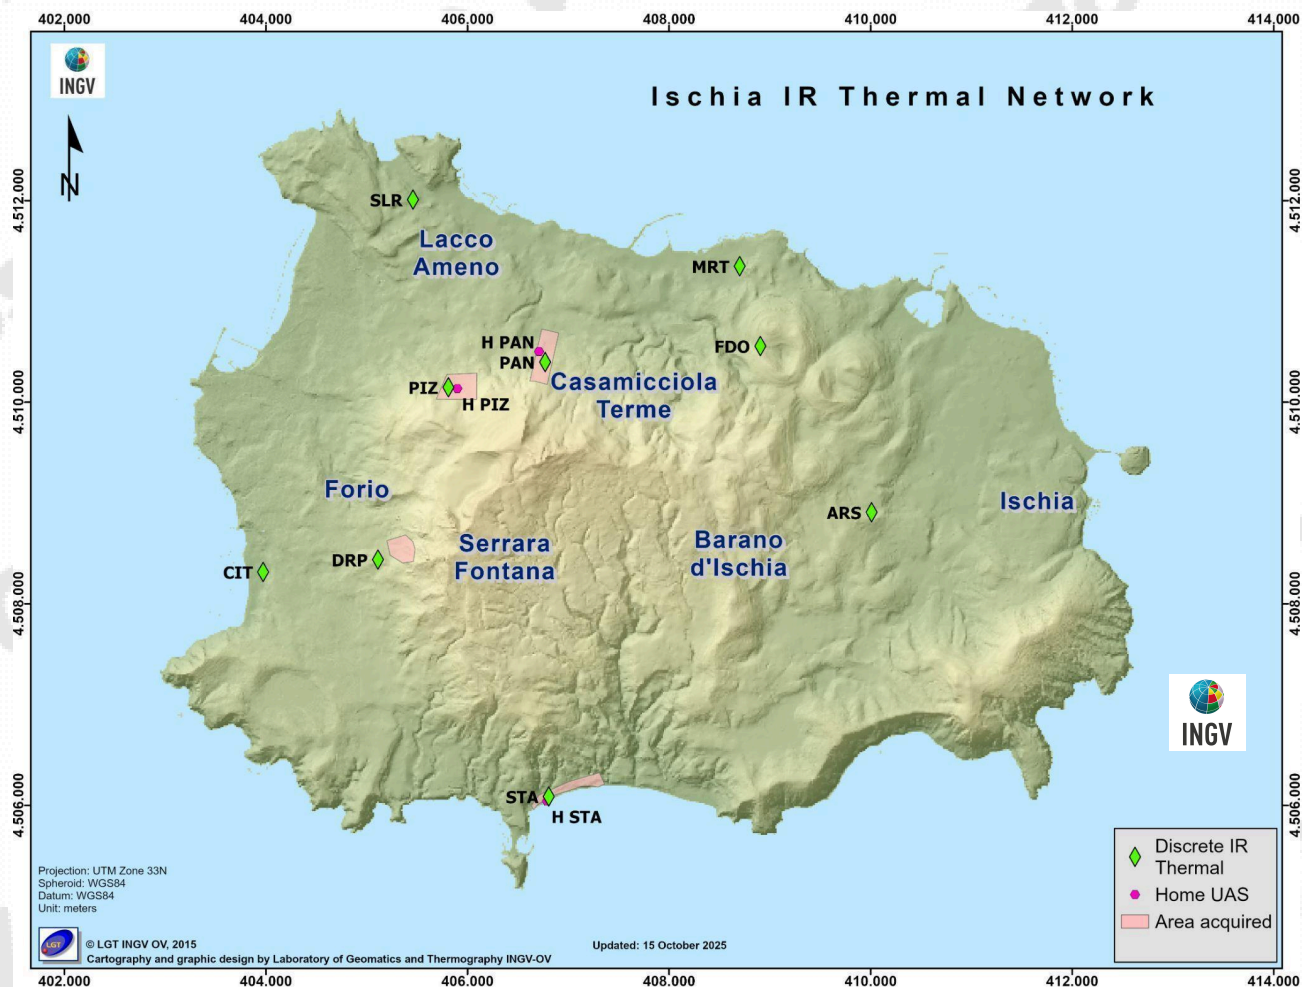 402.000 404.000 406.000 408.000 410.000 412.000 414.000
INGV
Ischia IR Thermal Network
N
4.512.000
4.512.000
SLR
Lacco
Ameno
MRT
H PAN
PAN
FDO
PIZ
H PIZ
Casamicciola
Terme
4.510.000
4.510.000
Forio
Ischia
ARS
Serrara
Fontana
Barano
d'Ischia
DRP
CIT
4.508.000
4.508.000
INGV
STA
H STA
4.506.000
4.506.000
Discrete IR
Thermal
Home UAS
Area acquired
Projection: UTM Zone 33N
Spheroid: WGS84
Datum: WGS84
Unit: meters
LGT
© LGT INGV OV, 2015
Updated: 15 October 2025
Cartography and graphic design by Laboratory of Geomatics and Thermography INGV-OV
402.000 404.000 406.000 408.000 410.000 412.000 414.000